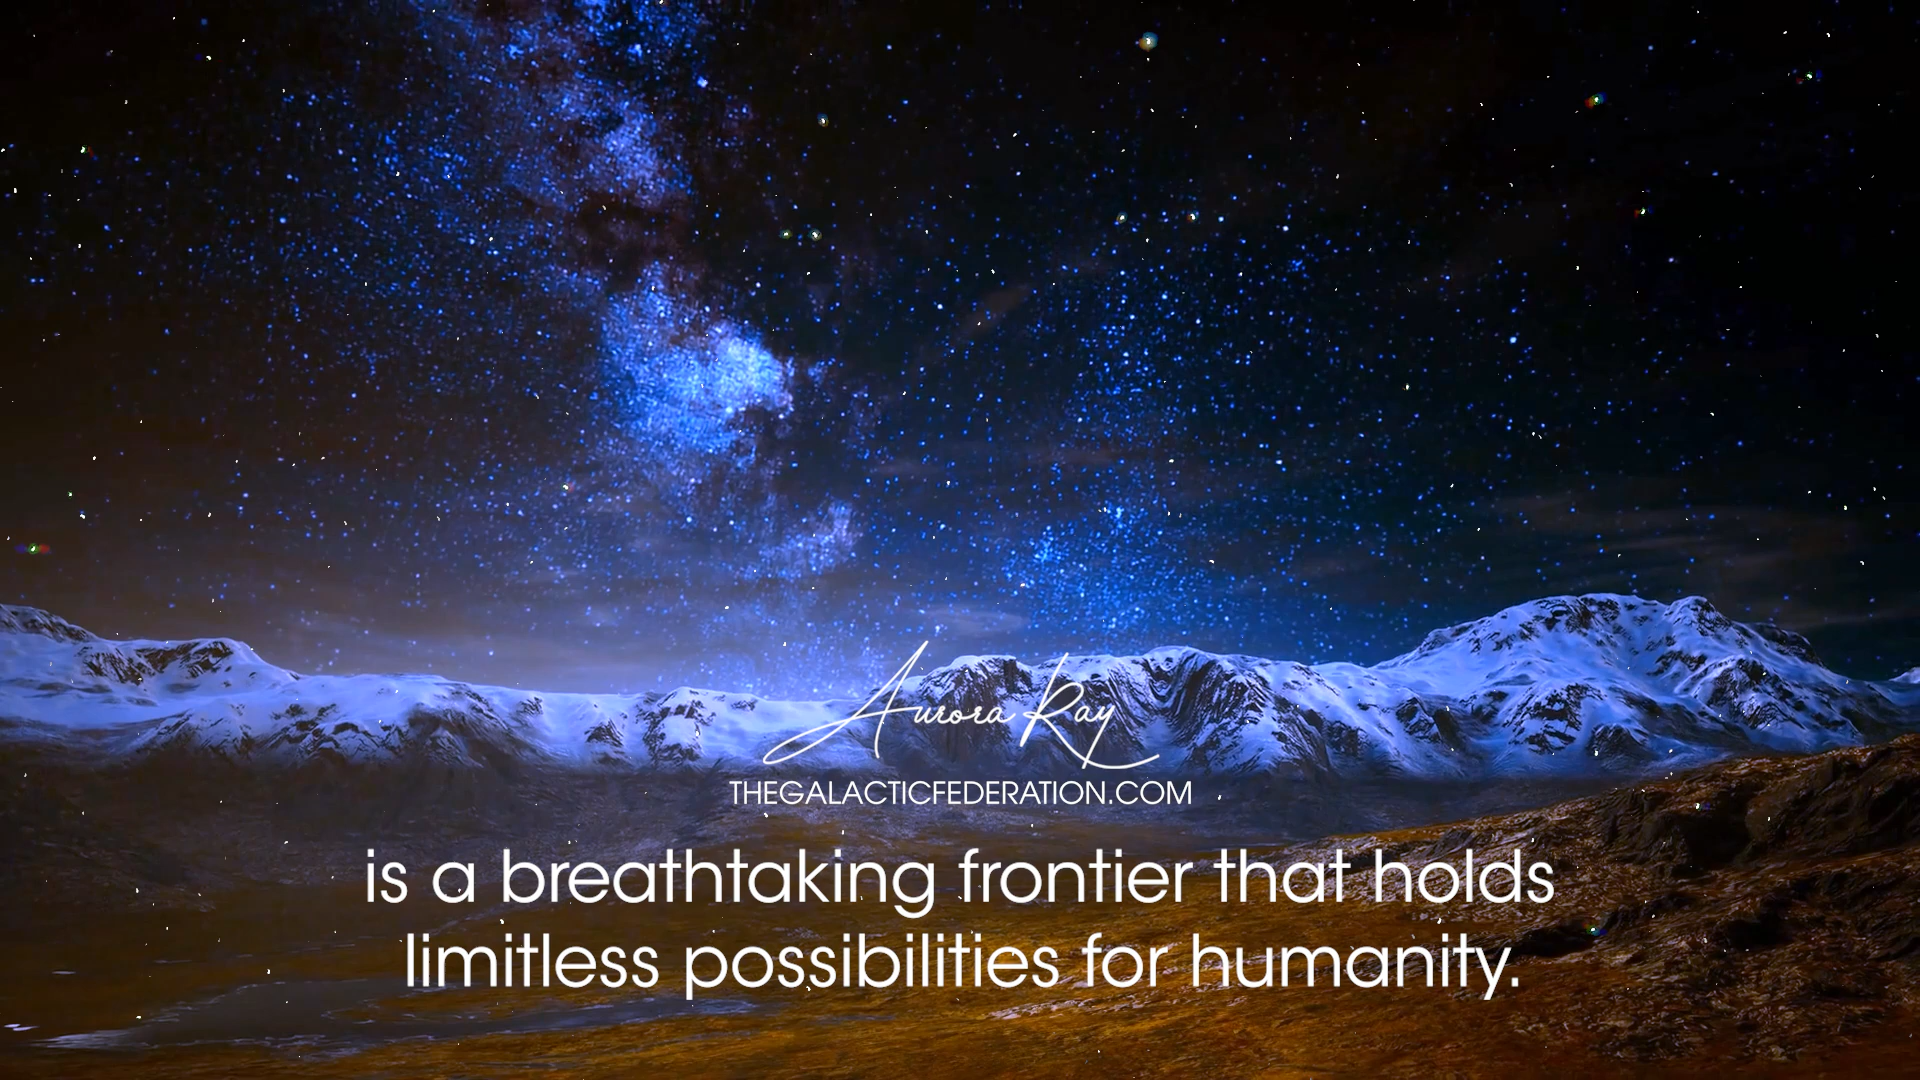 Aurora Ray
THEGALACTICFEDERATION.COM
is a breathtaking frontier that holds
limitless possibilities for humanity.